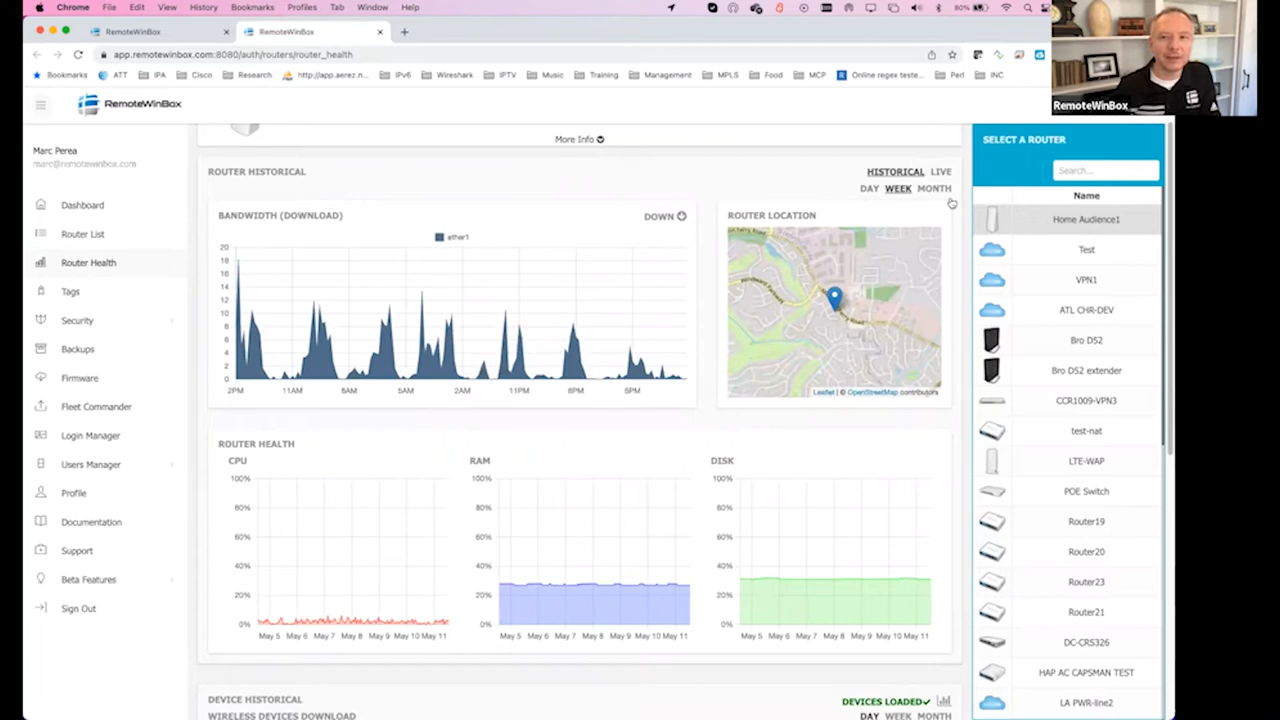 Chrome File Edit View History Bookmarks Profiles Tab Window Help 80%
RemoteWinBox × RemoteWinBox × +
app.remotewinbox.com:8080/auth/routers/router_health
Bookmarks ATT IPA Cisco Research http://app.aerez.n... IPv6 Wireshark IPTV Music Training Management MPLS Food MCP Online regex teste... Perl INC
RemoteWinBox
RemoteWinBox
Marc Perea
marc@remotewinbox.com
Dashboard
Router List
Router Health
Tags
Security
Backups
Firmware
Fleet Commander
Login Manager
Users Manager
Profile
Documentation
Support
Beta Features
Sign Out
More Info
ROUTER HISTORICAL
HISTORICAL LIVE
DAY WEEK MONTH
BANDWIDTH (DOWNLOAD)
DOWN
ether1
20
18
16
14
12
10
8
6
4
2
0
2PM 11AM 8AM 5AM 2AM 11PM 8PM 5PM
ROUTER LOCATION
Leaflet | © OpenStreetMap contributors
ROUTER HEALTH
CPU
100%
80%
60%
40%
20%
0%
May 5 May 6 May 7 May 8 May 9 May 10 May 11
RAM
100%
80%
60%
40%
20%
0%
May 5 May 6 May 7 May 8 May 9 May 10 May 11
DISK
100%
80%
60%
40%
20%
0%
May 5 May 6 May 7 May 8 May 9 May 10 May 11
DEVICE HISTORICAL
DEVICES LOADED
WIRELESS DEVICES DOWNLOAD
DAY WEEK MONTH
SELECT A ROUTER
Search...
Name
Home Audience1
Test
VPN1
ATL CHR-DEV
Bro D52
Bro D52 extender
CCR1009-VPN3
test-nat
LTE-WAP
POE Switch
Router19
Router20
Router23
Router21
DC-CRS326
HAP AC CAPSMAN TEST
LA PWR-line2